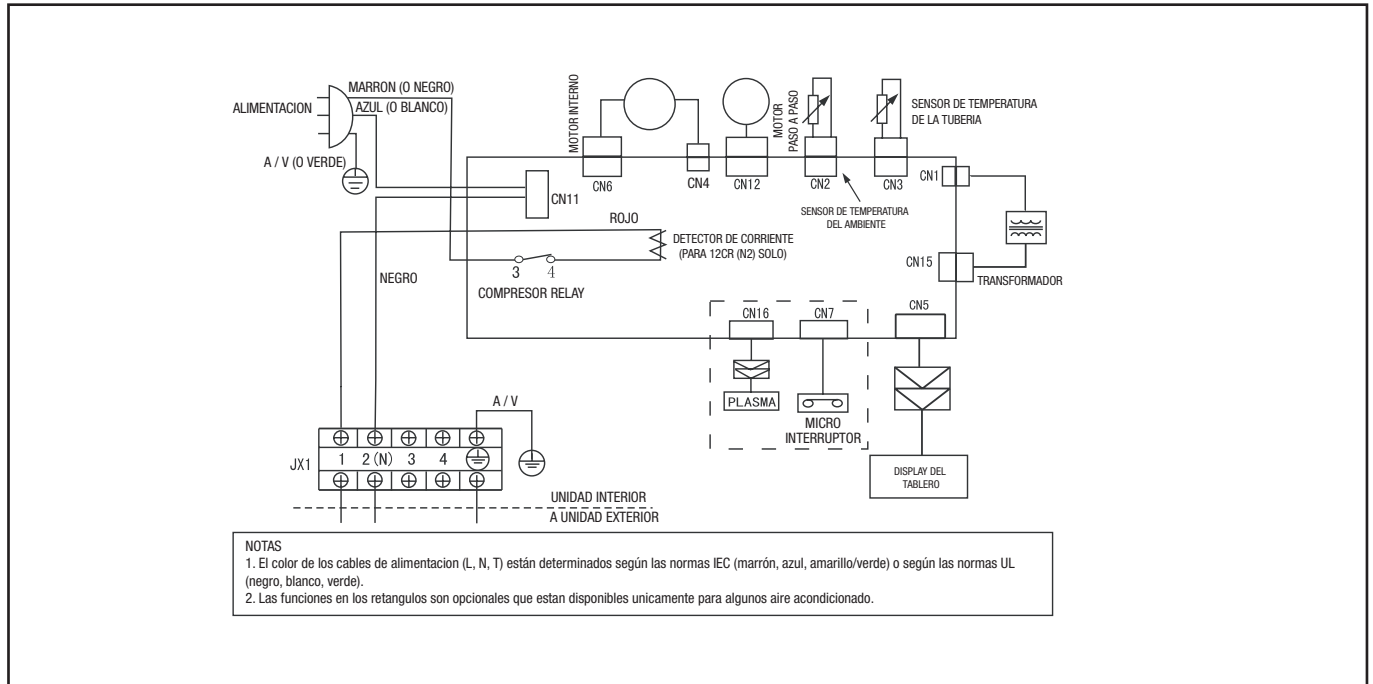 MARRON (O NEGRO)
ALIMENTACION
AZUL (O BLANCO)
A / V (O VERDE)
MOTOR INTERNO
MOTOR
PASO A PASO
SENSOR DE TEMPERATURA
DE LA TUBERIA
CN6
CN4
CN12
CN2
CN3
CN1
CN11
SENSOR DE TEMPERATURA
DEL AMBIENTE
ROJO
DETECTOR DE CORRIENTE
(PARA 12CR (N2) SOLO)
NEGRO
3 4
COMPRESOR RELAY
CN15
TRANSFORMADOR
CN16
CN7
CN5
PLASMA
MICRO
INTERRUPTOR
DISPLAY DEL
TABLERO
A / V
JX1
1 2 (N) 3 4
UNIDAD INTERIOR
A UNIDAD EXTERIOR
NOTAS
1. El color de los cables de alimentacion (L, N, T) están determinados según las normas IEC (marrón, azul, amarillo/verde) o según las normas UL
(negro, blanco, verde).
2. Las funciones en los retangulos son opcionales que estan disponibles unicamente para algunos aire acondicionado.